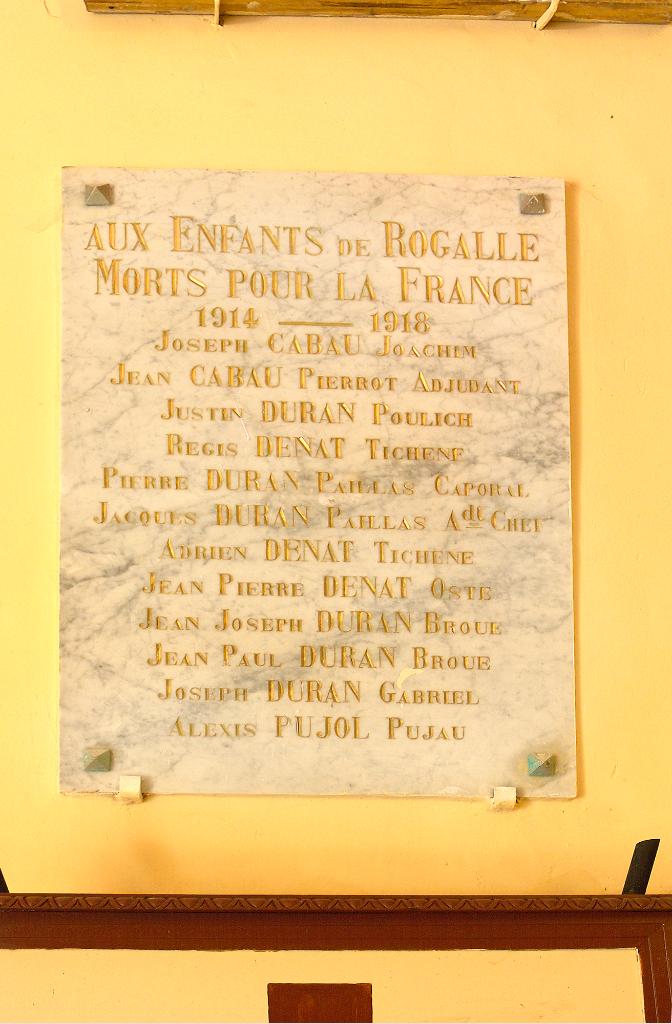 AUX ENFANTS DE ROGALLE
MORTS POUR LA FRANCE
1914 — 1918
JOSEPH CABAU JOACHIM
JEAN CABAU PIERROT ADJUDANT
JUSTIN DURAN POULICH
REGIS DENAT TICHENE
PIERRE DURAN PAILLAS CAPORAL
JACQUES DURAN PAILLAS Adt CHEF
ADRIEN DENAT TICHENE
JEAN PIERRE DENAT OSTE
JEAN JOSEPH DURAN BROUE
JEAN PAUL DURAN BROUE
JOSEPH DURAN GABRIEL
ALEXIS PUJOL PUJAU